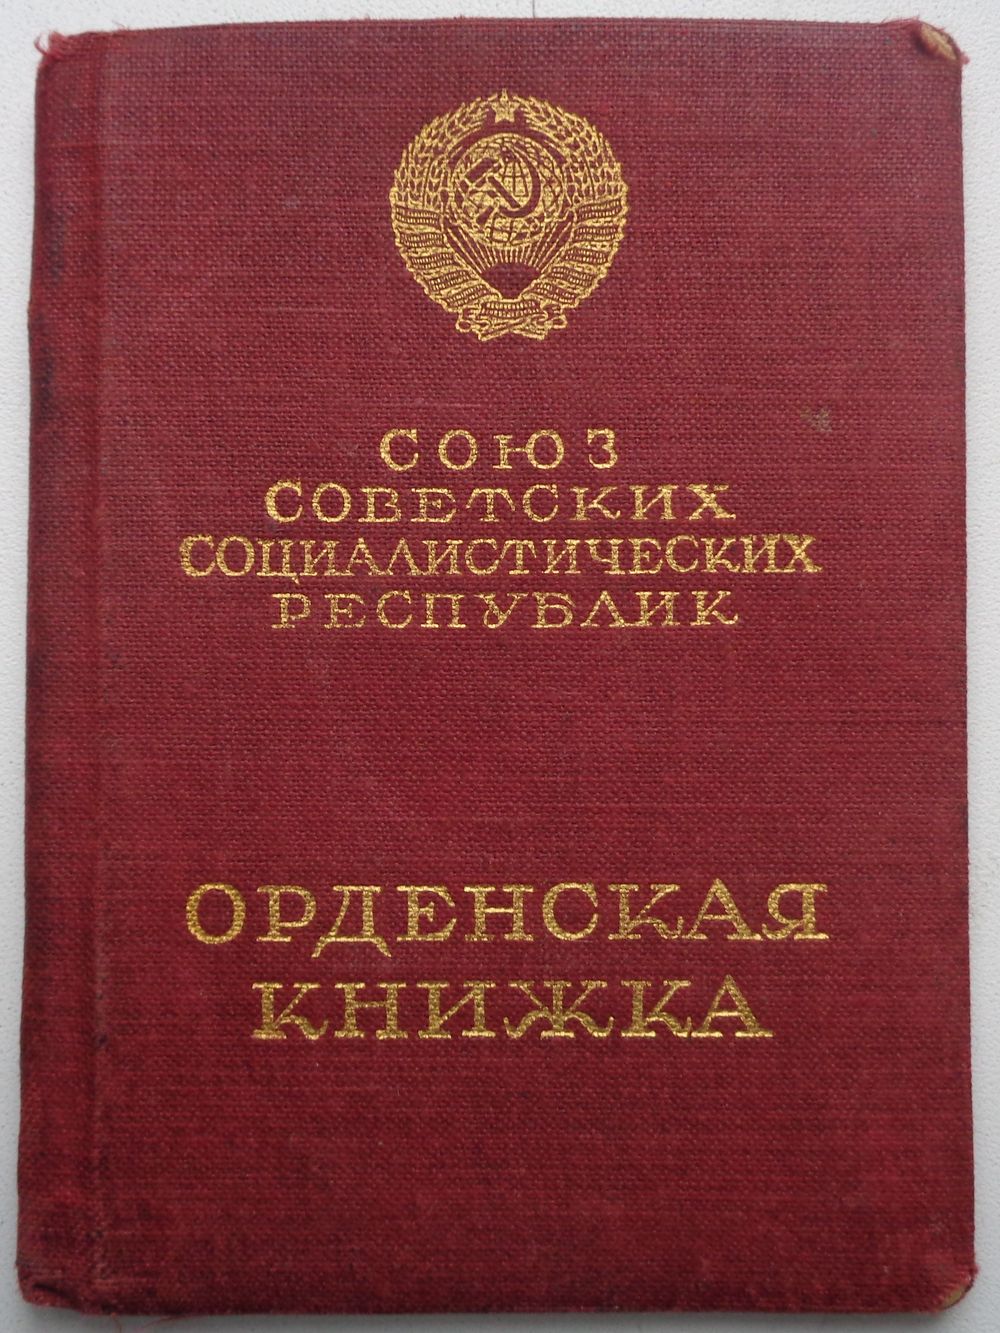 СОЮЗ
СОВЕТСКИХ
СОЦИАЛИСТИЧЕСКИХ
РЕСПУБЛИК
ОРДЕНСКАЯ
КНИЖКА